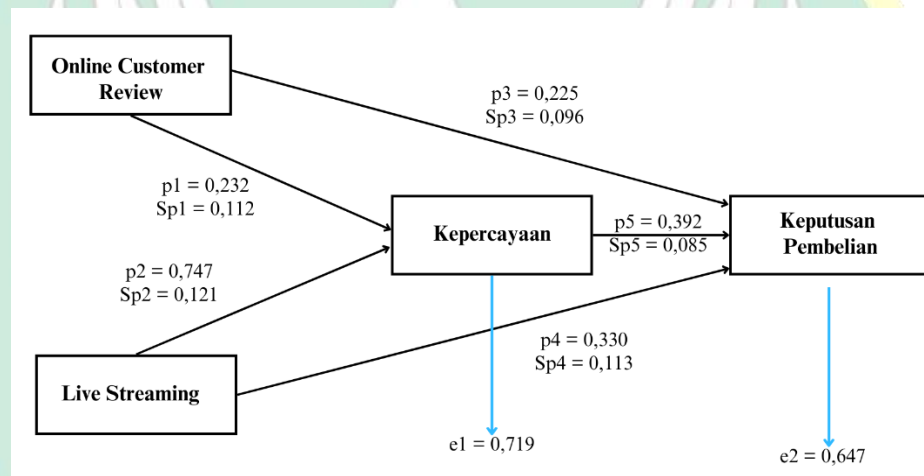 Online Customer
Review
p3 = 0,225
Sp3 = 0,096
p1 = 0,232
Sp1 = 0,112
Kepercayaan
p5 = 0,392
Sp5 = 0,085
Keputusan
Pembelian
p2 = 0,747
Sp2 = 0,121
p4 = 0,330
Sp4 = 0,113
Live Streaming
e1 = 0,719
e2 = 0,647